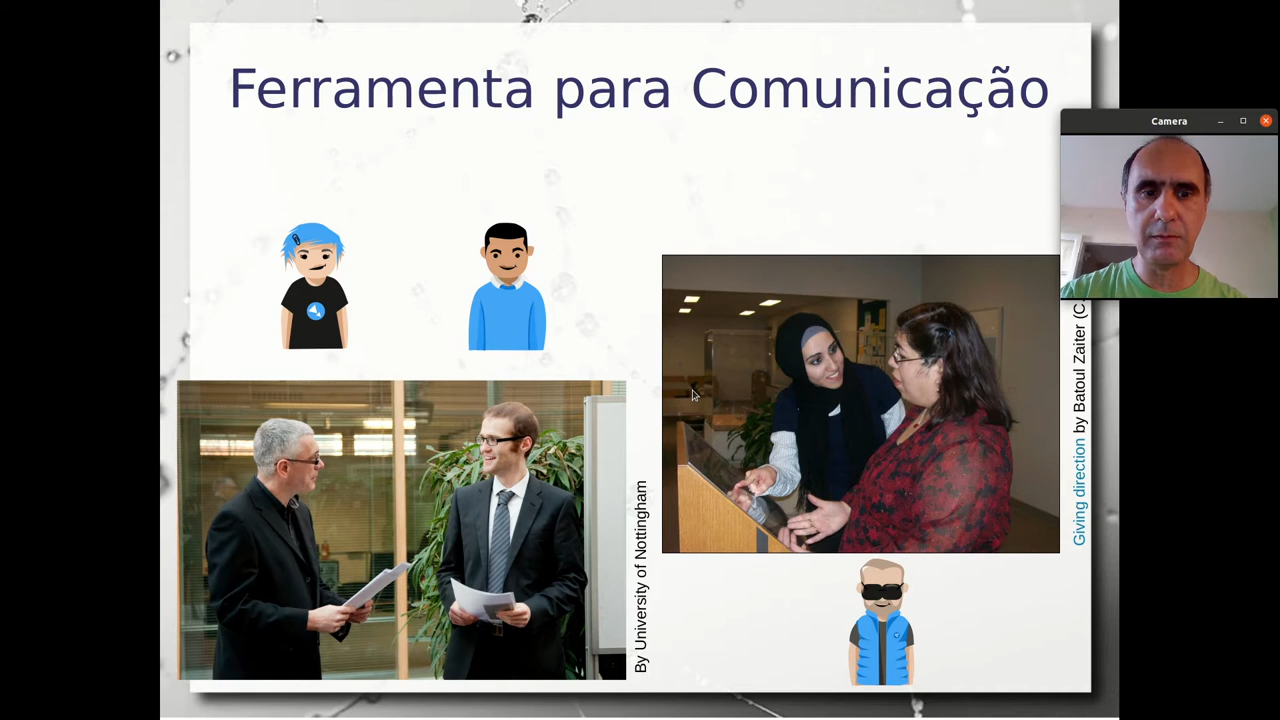 Ferramenta para Comunicação
Camera
By University of Nottingham
Giving direction by Batoul Zaiter (C.